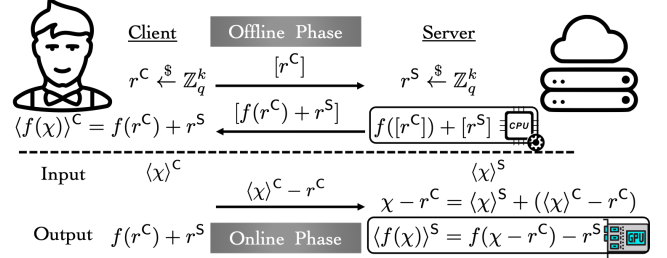 Client Offline Phase Server
r^C ←$ ℤ_q^k [r^C] r^S ←$ ℤ_q^k
⟨f(χ)⟩^C = f(r^C) + r^S [f(r^C) + r^S] f([r^C]) + [r^S] CPU
Input ⟨χ⟩^C ⟨χ⟩^S
⟨χ⟩^C − r^C χ − r^C = ⟨χ⟩^S + (⟨χ⟩^C − r^C)
Output f(r^C) + r^S Online Phase ⟨f(χ)⟩^S = f(χ − r^C) − r^S GPU